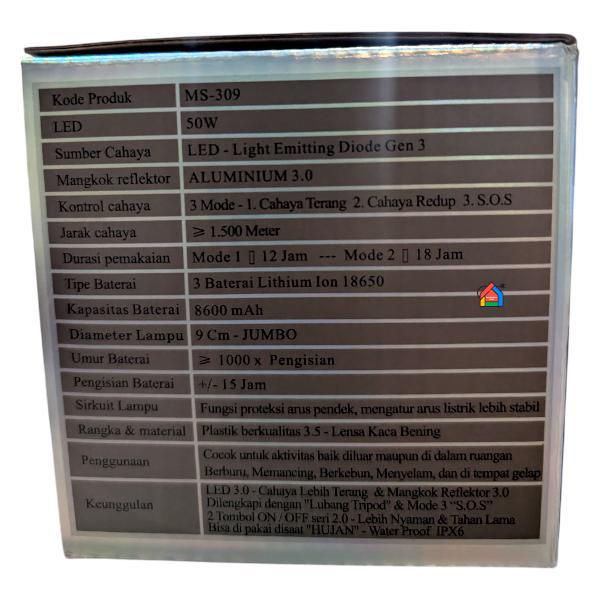 Kode Produk MS-309
LED 50W
Sumber Cahaya LED - Light Emitting Diode Gen 3
Mangkok reflektor ALUMINIUM 3.0
Kontrol cahaya 3 Mode - 1. Cahaya Terang 2. Cahaya Redup 3. S.O.S
Jarak cahaya ≥ 1.500 Meter
Durasi pemakaian Mode 1 ▯ 12 Jam --- Mode 2 ▯ 18 Jam
Tipe Baterai 3 Baterai Lithium Ion 18650
Kapasitas Baterai 8600 mAh
Diameter Lampu 9 Cm - JUMBO
Umur Baterai ≥ 1000 x Pengisian
Pengisian Baterai +/- 15 Jam
Sirkuit Lampu Fungsi proteksi arus pendek, mengatur arus listrik lebih stabil
Rangka & material Plastik berkualitas 3.5 - Lensa Kaca Bening
Penggunaan Cocok untuk aktivitas baik diluar maupun di dalam ruangan
Berburu, Memancing, Berkebun, Menyelam, dan di tempat gelap
Keunggulan LED 3.0 - Cahaya Lebih Terang & Mangkok Reflektor 3.0
Dilengkapi dengan "Lubang Tripod" & Mode 3 "S.O.S"
2 Tombol ON / OFF seri 2.0 - Lebih Nyaman & Tahan Lama
Bisa di pakai disaat "HUJAN" - Water Proof IPX6